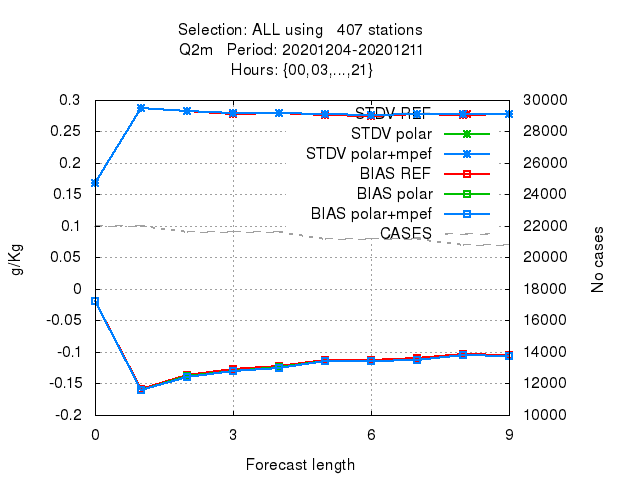 Selection: ALL using 407 stations
Q2m Period: 20201204-20201211
Hours: {00,03,...,21}
0.3 30000
STDV REF
0.25 28000
STDV polar
0.2 26000
STDV polar+mpef
0.15 24000
BIAS REF
BIAS polar
0.1 22000
BIAS polar+mpef
CASES
0.05 20000
g/Kg
No cases
0 18000
-0.05 16000
-0.1 14000
-0.15 12000
-0.2 10000
0 3 6 9
Forecast length